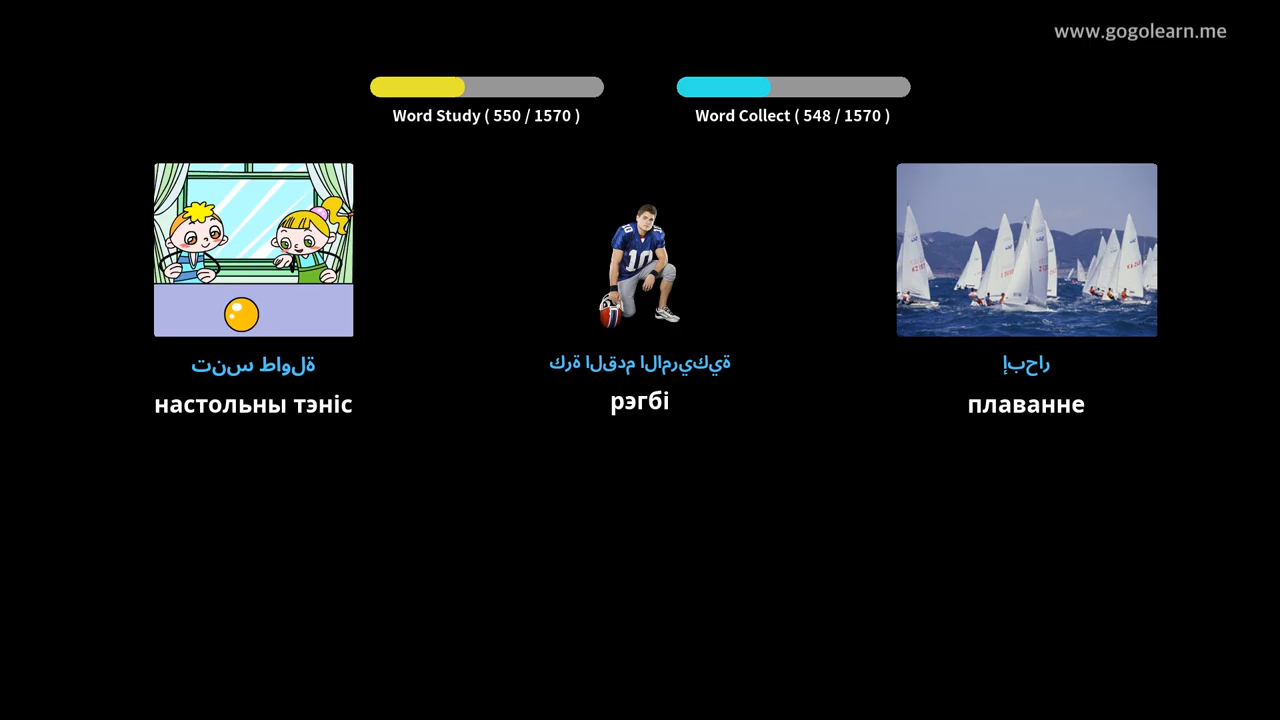 www.gogolearn.me
Word Study ( 550 / 1570 )
Word Collect ( 548 / 1570 )
تنس طاولة
настольны тэніс
كرة القدم الامريكية
рэгбі
إبحار
плаванне
10